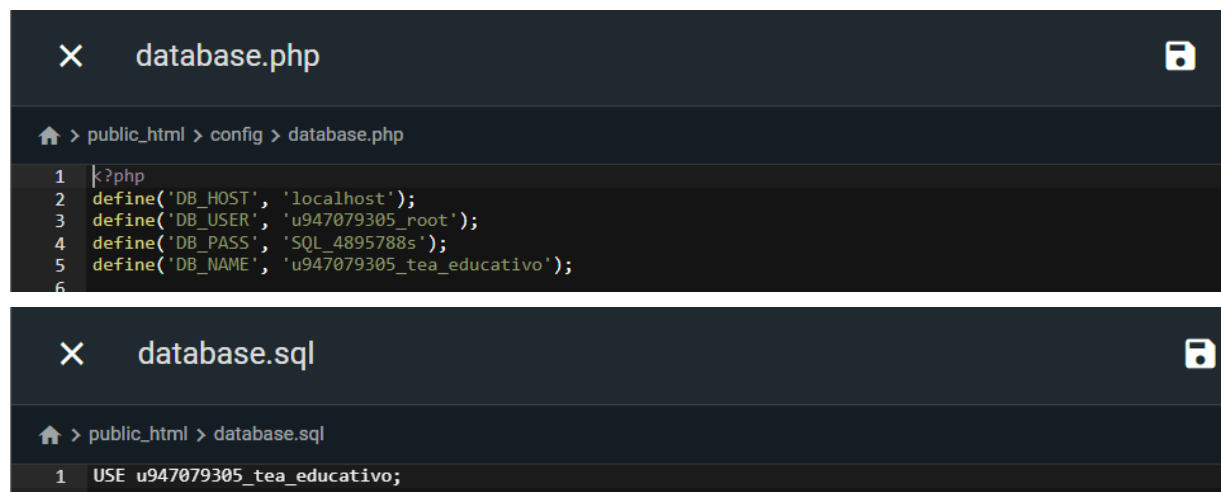 database.php
public_html > config > database.php
1 <?php
2 define('DB_HOST', 'localhost');
3 define('DB_USER', 'u947079305_root');
4 define('DB_PASS', 'SQL_4895788s');
5 define('DB_NAME', 'u947079305_tea_educativo');
6
database.sql
public_html > database.sql
1 USE u947079305_tea_educativo;